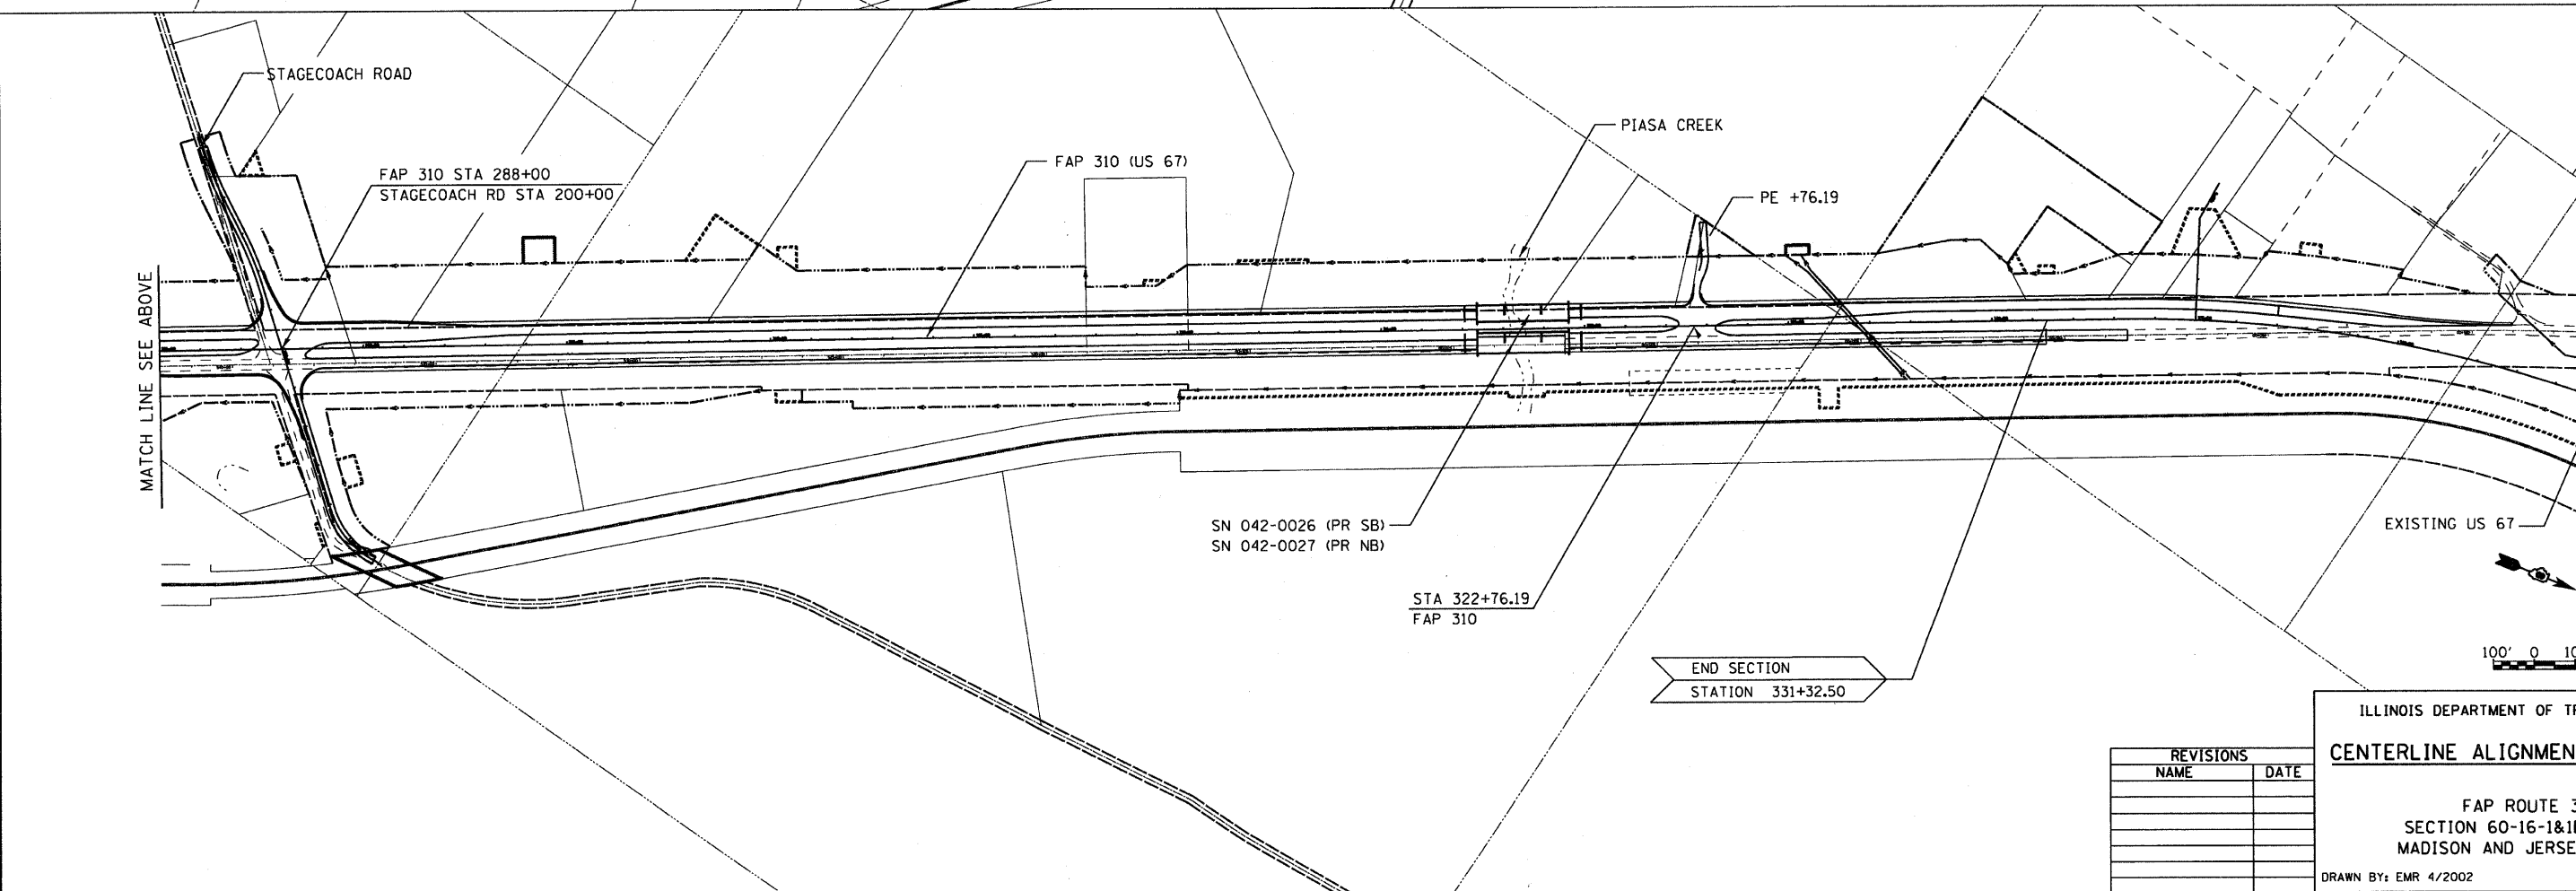 STAGECOACH ROAD
FAP 310 STA 288+00
STAGECOACH RD STA 200+00
FAP 310 (US 67)
PIASA CREEK
PE +76.19
MATCH LINE SEE ABOVE
SN 042-0026 (PR SB)
SN 042-0027 (PR NB)
STA 322+76.19
FAP 310
END SECTION
STATION 331+32.50
EXISTING US 67
100' 0
REVISIONS
NAME DATE
ILLINOIS DEPARTMENT OF
CENTERLINE
FAP ROUTE
SECTION 60-16-1&1
MADISON AND
DRAWN BY: EMR 4/2002